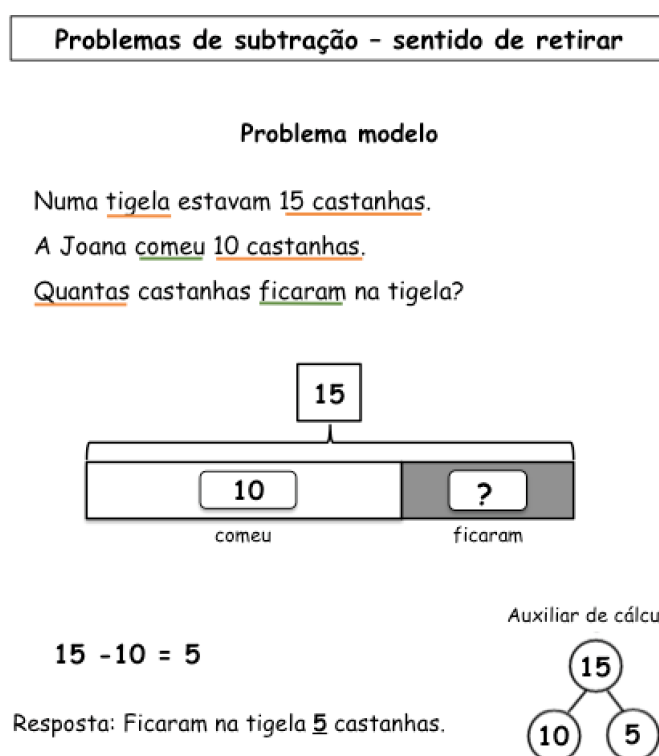 Problemas de subtração - sentido de retirar
Problema modelo
Numa tigela estavam 15 castanhas.
A Joana comeu 10 castanhas.
Quantas castanhas ficaram na tigela?
15
10 ?
comeu ficaram
Auxiliar de cálcu
15 - 10 = 5
15
Resposta: Ficaram na tigela 5 castanhas.
10 5